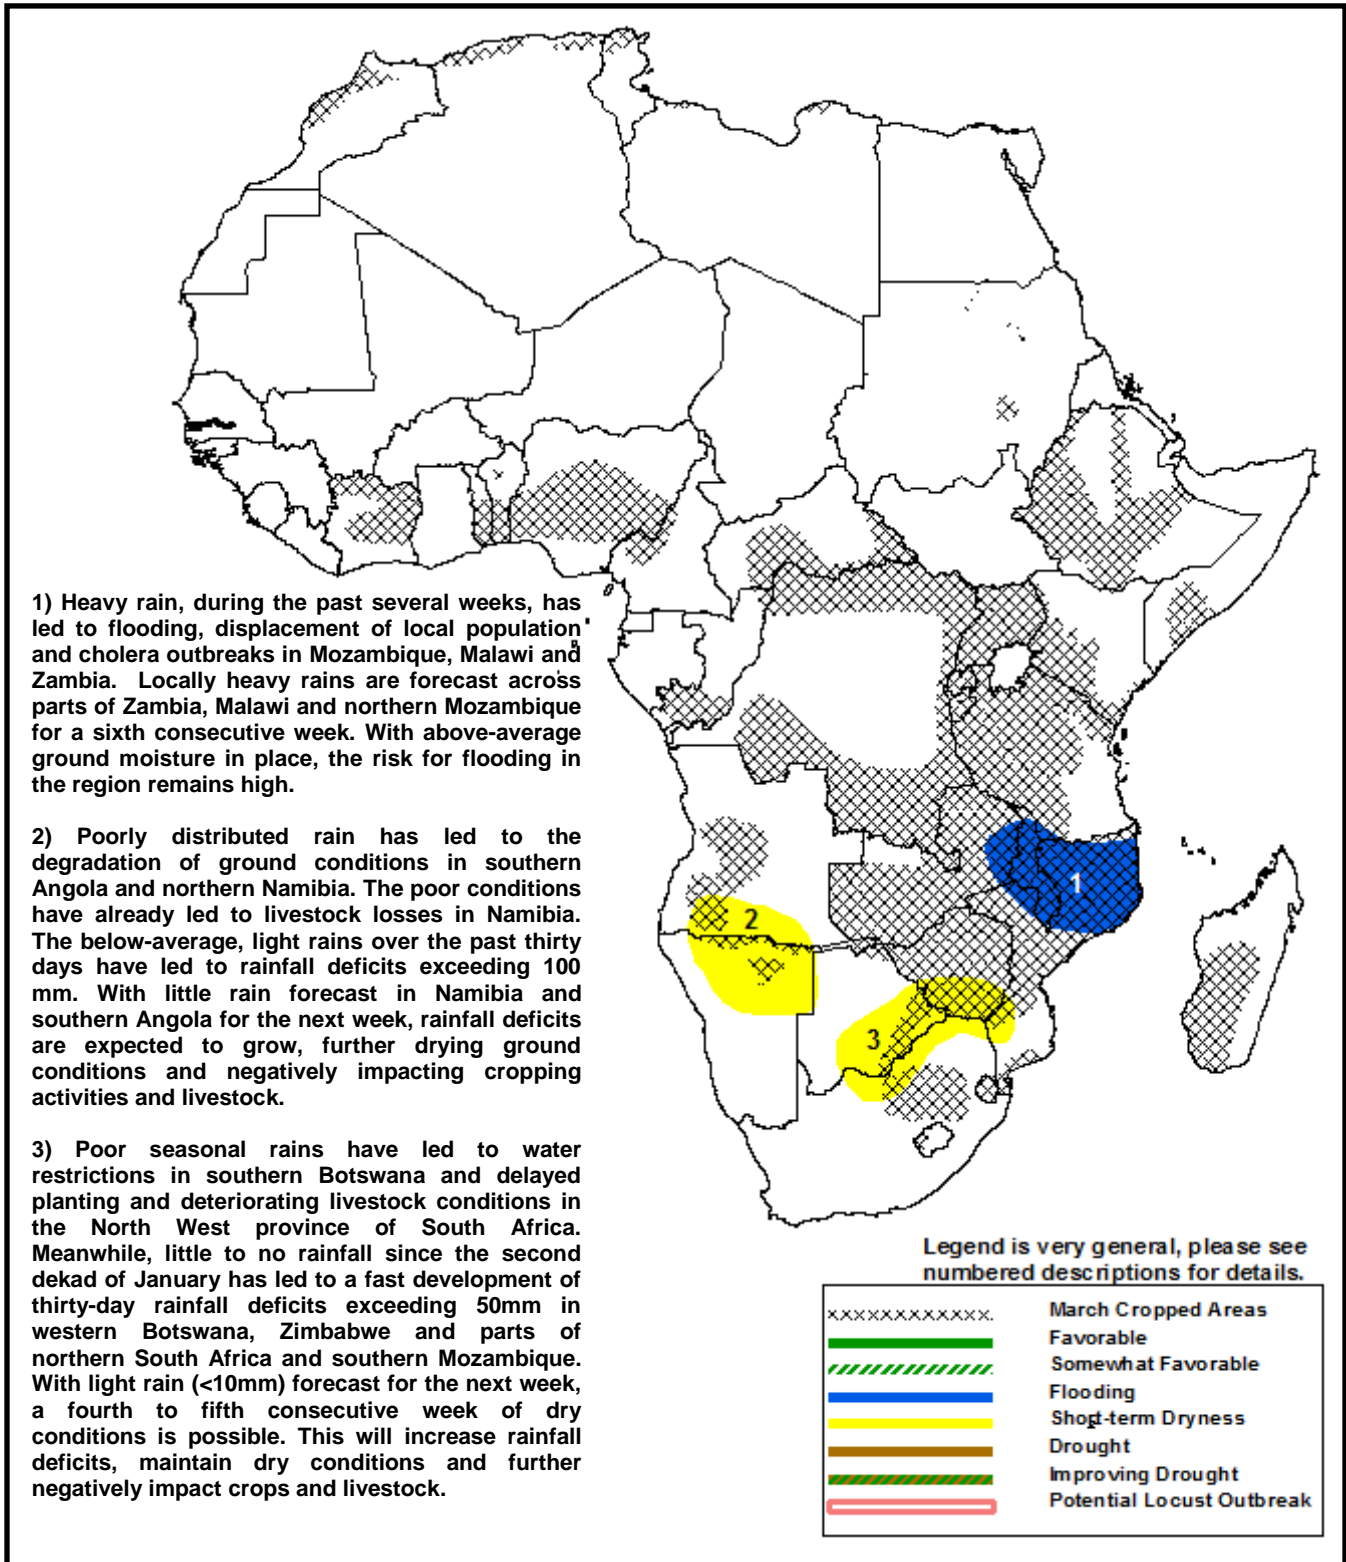 1) Heavy rain, during the past several weeks, has
led to flooding, displacement of local population
and cholera outbreaks in Mozambique, Malawi and
Zambia. Locally heavy rains are forecast across
parts of Zambia, Malawi and northern Mozambique
for a sixth consecutive week. With above-average
ground moisture in place, the risk for flooding in
the region remains high.
2) Poorly distributed rain has led to the
degradation of ground conditions in southern
Angola and northern Namibia. The poor conditions
have already led to livestock losses in Namibia.
The below-average, light rains over the past thirty
days have led to rainfall deficits exceeding 100
mm. With little rain forecast in Namibia and
southern Angola for the next week, rainfall deficits
are expected to grow, further drying ground
conditions and negatively impacting cropping
activities and livestock.
3) Poor seasonal rains have led to water
restrictions in southern Botswana and delayed
planting and deteriorating livestock conditions in
the North West province of South Africa.
Meanwhile, little to no rainfall since the second
dekad of January has led to a fast development of
thirty-day rainfall deficits exceeding 50mm in
western Botswana, Zimbabwe and parts of
northern South Africa and southern Mozambique.
With light rain (<10mm) forecast for the next week,
a fourth to fifth consecutive week of dry
conditions is possible. This will increase rainfall
deficits, maintain dry conditions and further
negatively impact crops and livestock.
1
2
3
Legend is very general, please see
numbered descriptions for details.
March Cropped Areas
Favorable
Somewhat Favorable
Flooding
Short-term Dryness
Drought
Improving Drought
Potential Locust Outbreak